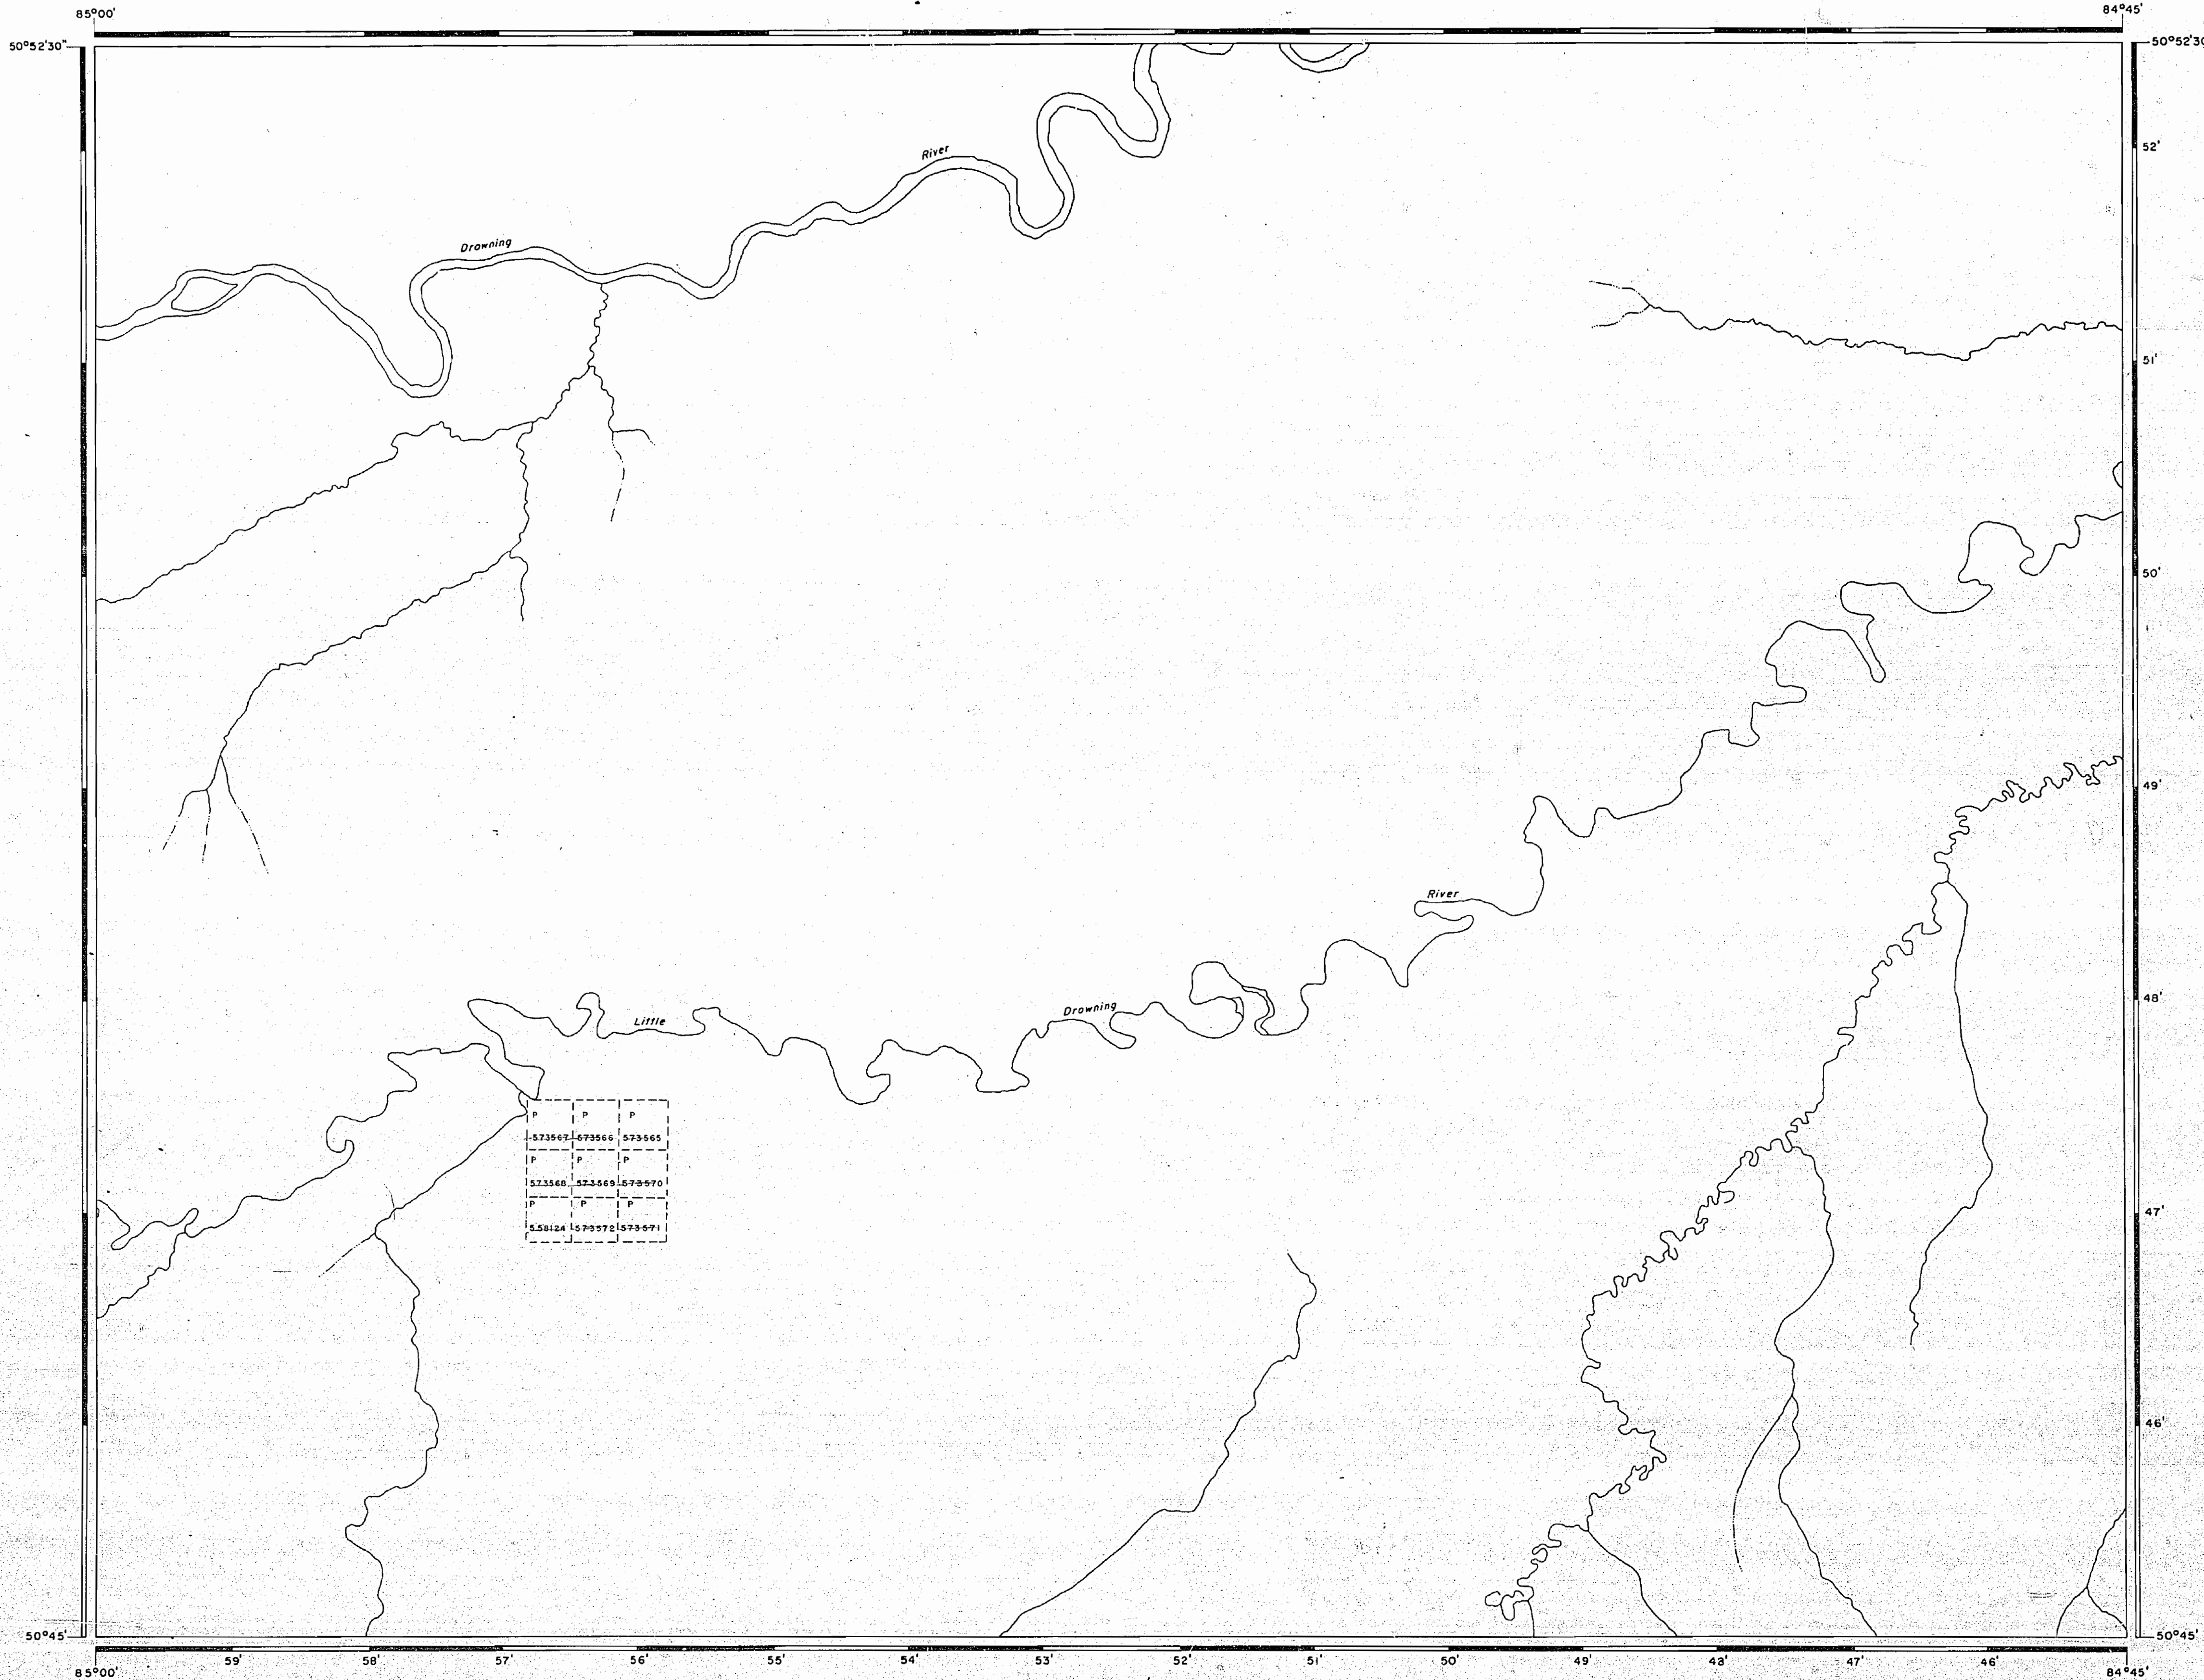 85°00' 84°45'
50°52'30" 50°52'30
52'
River
Drowning
51'
50'
49'
River
48'
Drowning
Little
P P P
573567 573566 573565
P P P
573568 573569 573570
P P P
558124 573572 573571
47'
46'
50°45' 50°45'
59' 58' 57' 56' 55' 54' 53' 52' 51' 50' 49' 48' 47' 46'
85°00' 84°45'